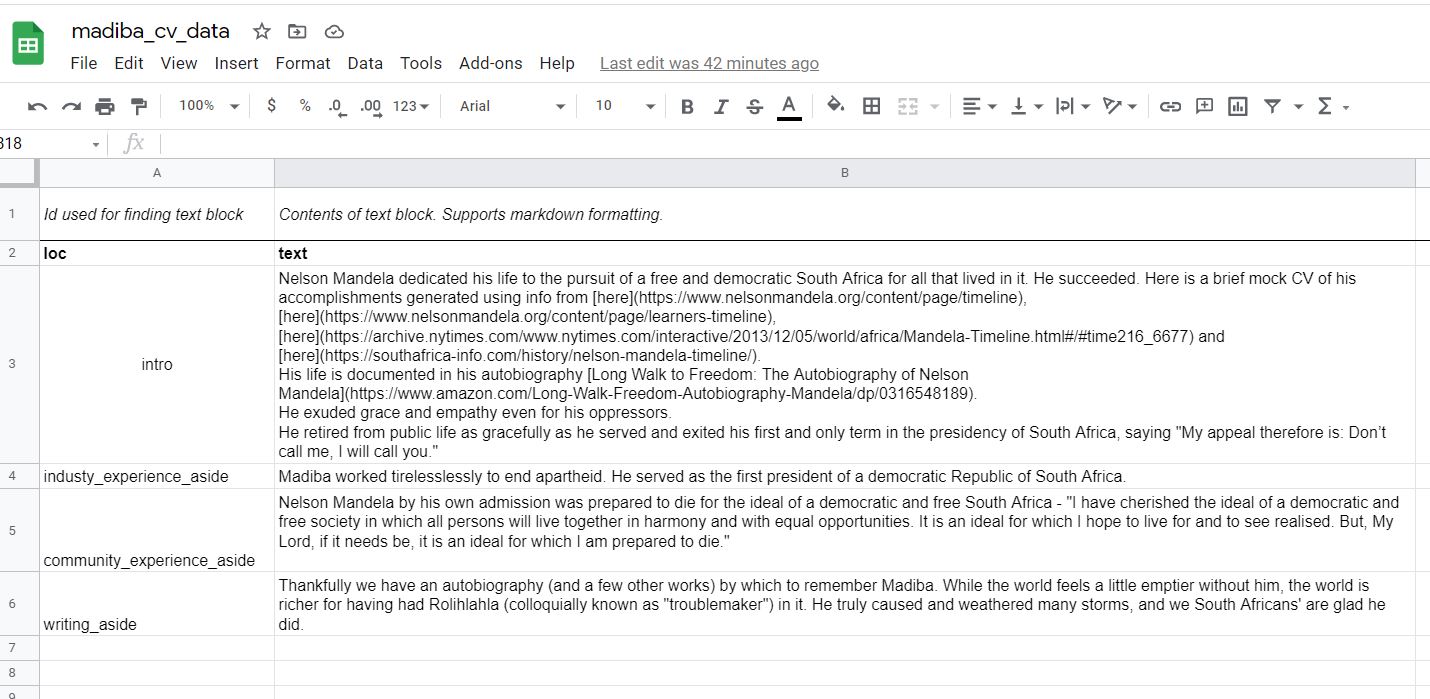 madiba_cv_data
File Edit View Insert Format Data Tools Add-ons Help Last edit was 42 minutes ago
100% $ % .0 .00 123 Arial 10 B I S A
318 fx
A B
1 Id used for finding text block Contents of text block. Supports markdown formatting.
2 loc text
Nelson Mandela dedicated his life to the pursuit of a free and democratic South Africa for all that lived in it. He succeeded. Here is a brief mock CV of his
accomplishments generated using info from [here](https://www.nelsonmandela.org/content/page/timeline),
[here](https://www.nelsonmandela.org/content/page/learners-timeline),
[here](https://archive.nytimes.com/www.nytimes.com/interactive/2013/12/05/world/africa/Mandela-Timeline.html#/#time216_6677) and
[here](https://southafrica-info.com/history/nelson-mandela-timeline/).
3 intro His life is documented in his autobiography [Long Walk to Freedom: The Autobiography of Nelson
Mandela](https://www.amazon.com/Long-Walk-Freedom-Autobiography-Mandela/dp/0316548189).
He exuded grace and empathy even for his oppressors.
He retired from public life as gracefully as he served and exited his first and only term in the presidency of South Africa, saying "My appeal therefore is: Don’t
call me, I will call you."
4 industy_experience_aside Madiba worked tirelesslessly to end apartheid. He served as the first president of a democratic Republic of South Africa.
Nelson Mandela by his own admission was prepared to die for the ideal of a democratic and free South Africa - "I have cherished the ideal of a democratic and
free society in which all persons will live together in harmony and with equal opportunities. It is an ideal for which I hope to live for and to see realised. But, My
5 Lord, if it needs be, it is an ideal for which I am prepared to die."
community_experience_aside
Thankfully we have an autobiography (and a few other works) by which to remember Madiba. While the world feels a little emptier without him, the world is
6 richer for having had Rolihlahla (colloquially known as "troublemaker") in it. He truly caused and weathered many storms, and we South Africans' are glad he
writing_aside did.
7
8
9